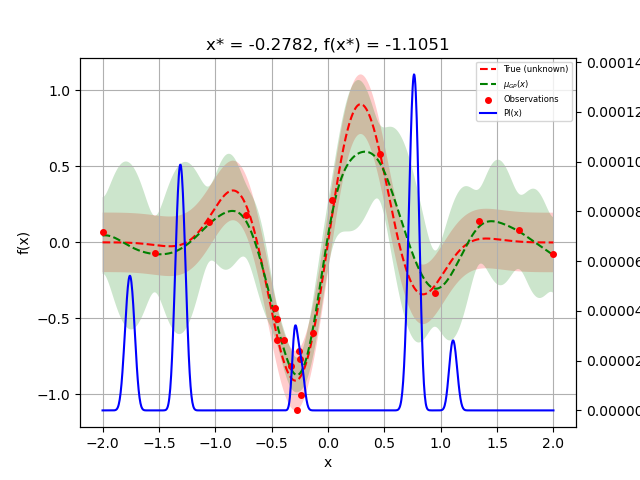 x* = -0.2782, f(x*) = -1.1051
True (unknown)
μGP(x)
Observations
PI(x)
f(x)
1.0
0.5
0.0
−0.5
−1.0
0.00014
0.00012
0.00010
0.00008
0.00006
0.00004
0.00002
0.00000
−2.0 −1.5 −1.0 −0.5 0.0 0.5 1.0 1.5 2.0
x